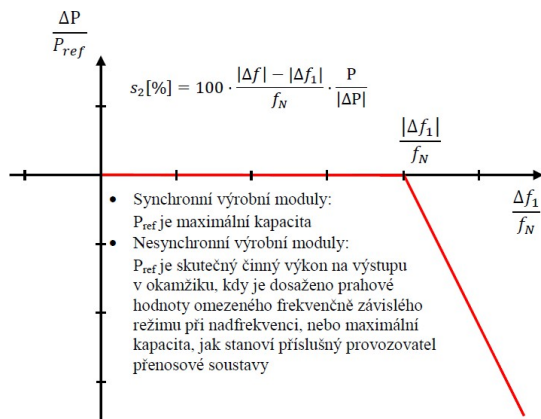 ΔP
P_ref
s₂[%] = 100 · (|Δf| − |Δf₁|)/f_N · P/|ΔP|
|Δf₁|
f_N
Δf₁
f_N
• Synchronní výrobní moduly:
P_ref je maximální kapacita
• Nesynchronní výrobní moduly:
P_ref je skutečný činný výkon na výstupu
v okamžiku, kdy je dosaženo prahové
hodnoty omezeného frekvenčně závislého
režimu při nadfrekvenci, nebo maximální
kapacita, jak stanoví příslušný provozovatel
přenosové soustavy